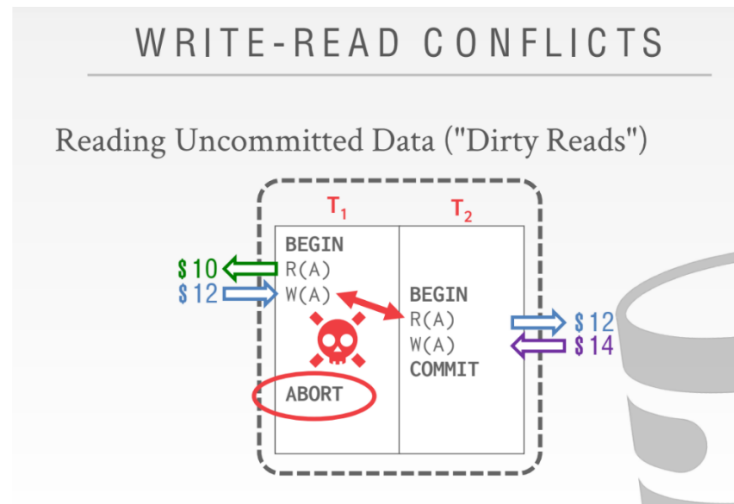 WRITE-READ CONFLICTS
Reading Uncommitted Data ("Dirty Reads")
T1 T2
BEGIN
$10 R(A)
$12 W(A) BEGIN
R(A) $12
W(A) $14
COMMIT
ABORT